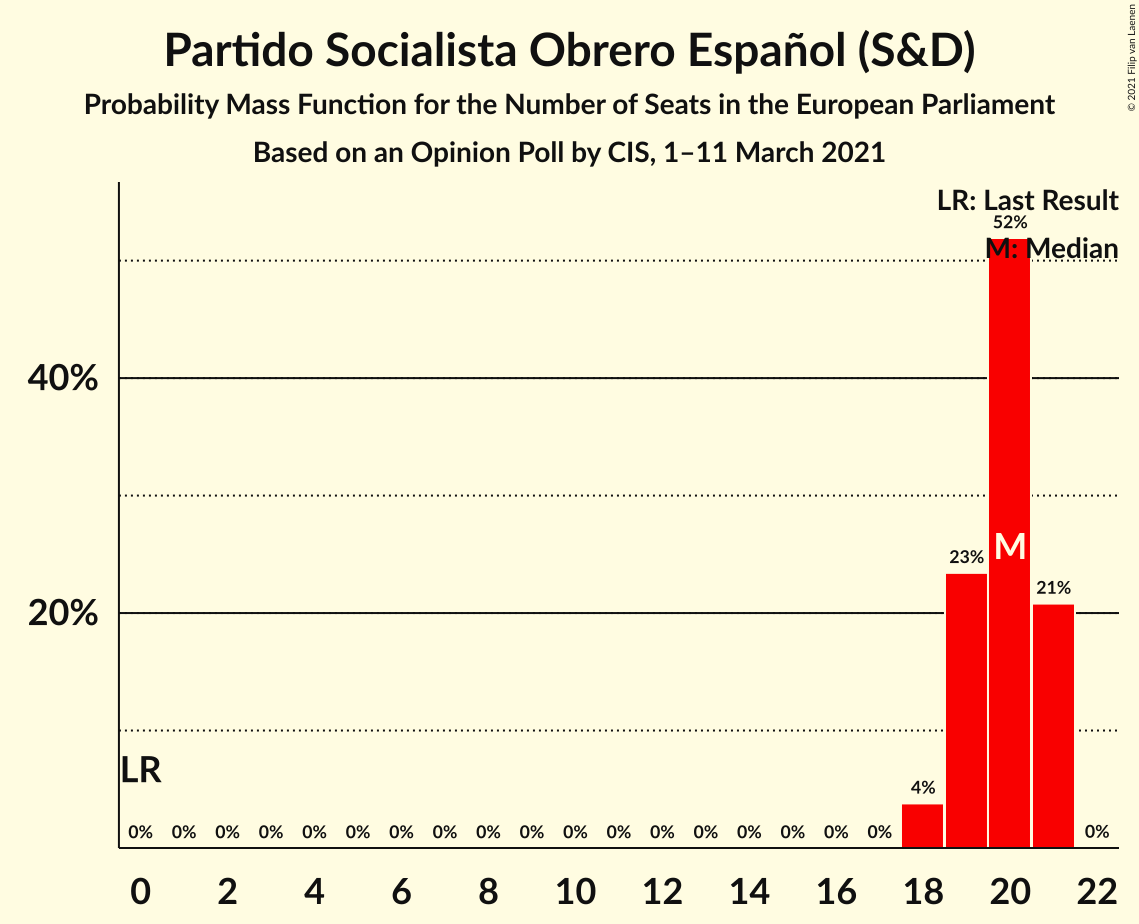 Partido Socialista Obrero Español (S&D)
Probability Mass Function for the Number of Seats in the European Parliament
Based on an Opinion Poll by CIS, 1–11 March 2021
© 2021 Filip van Laenen
LR: Last Result
52%
M: Median
40%
M
23%
21%
20%
LR
4%
0% 0% 0% 0% 0% 0% 0% 0% 0% 0% 0% 0% 0% 0% 0% 0% 0% 0% 0%
0 2 4 6 8 10 12 14 16 18 20 22